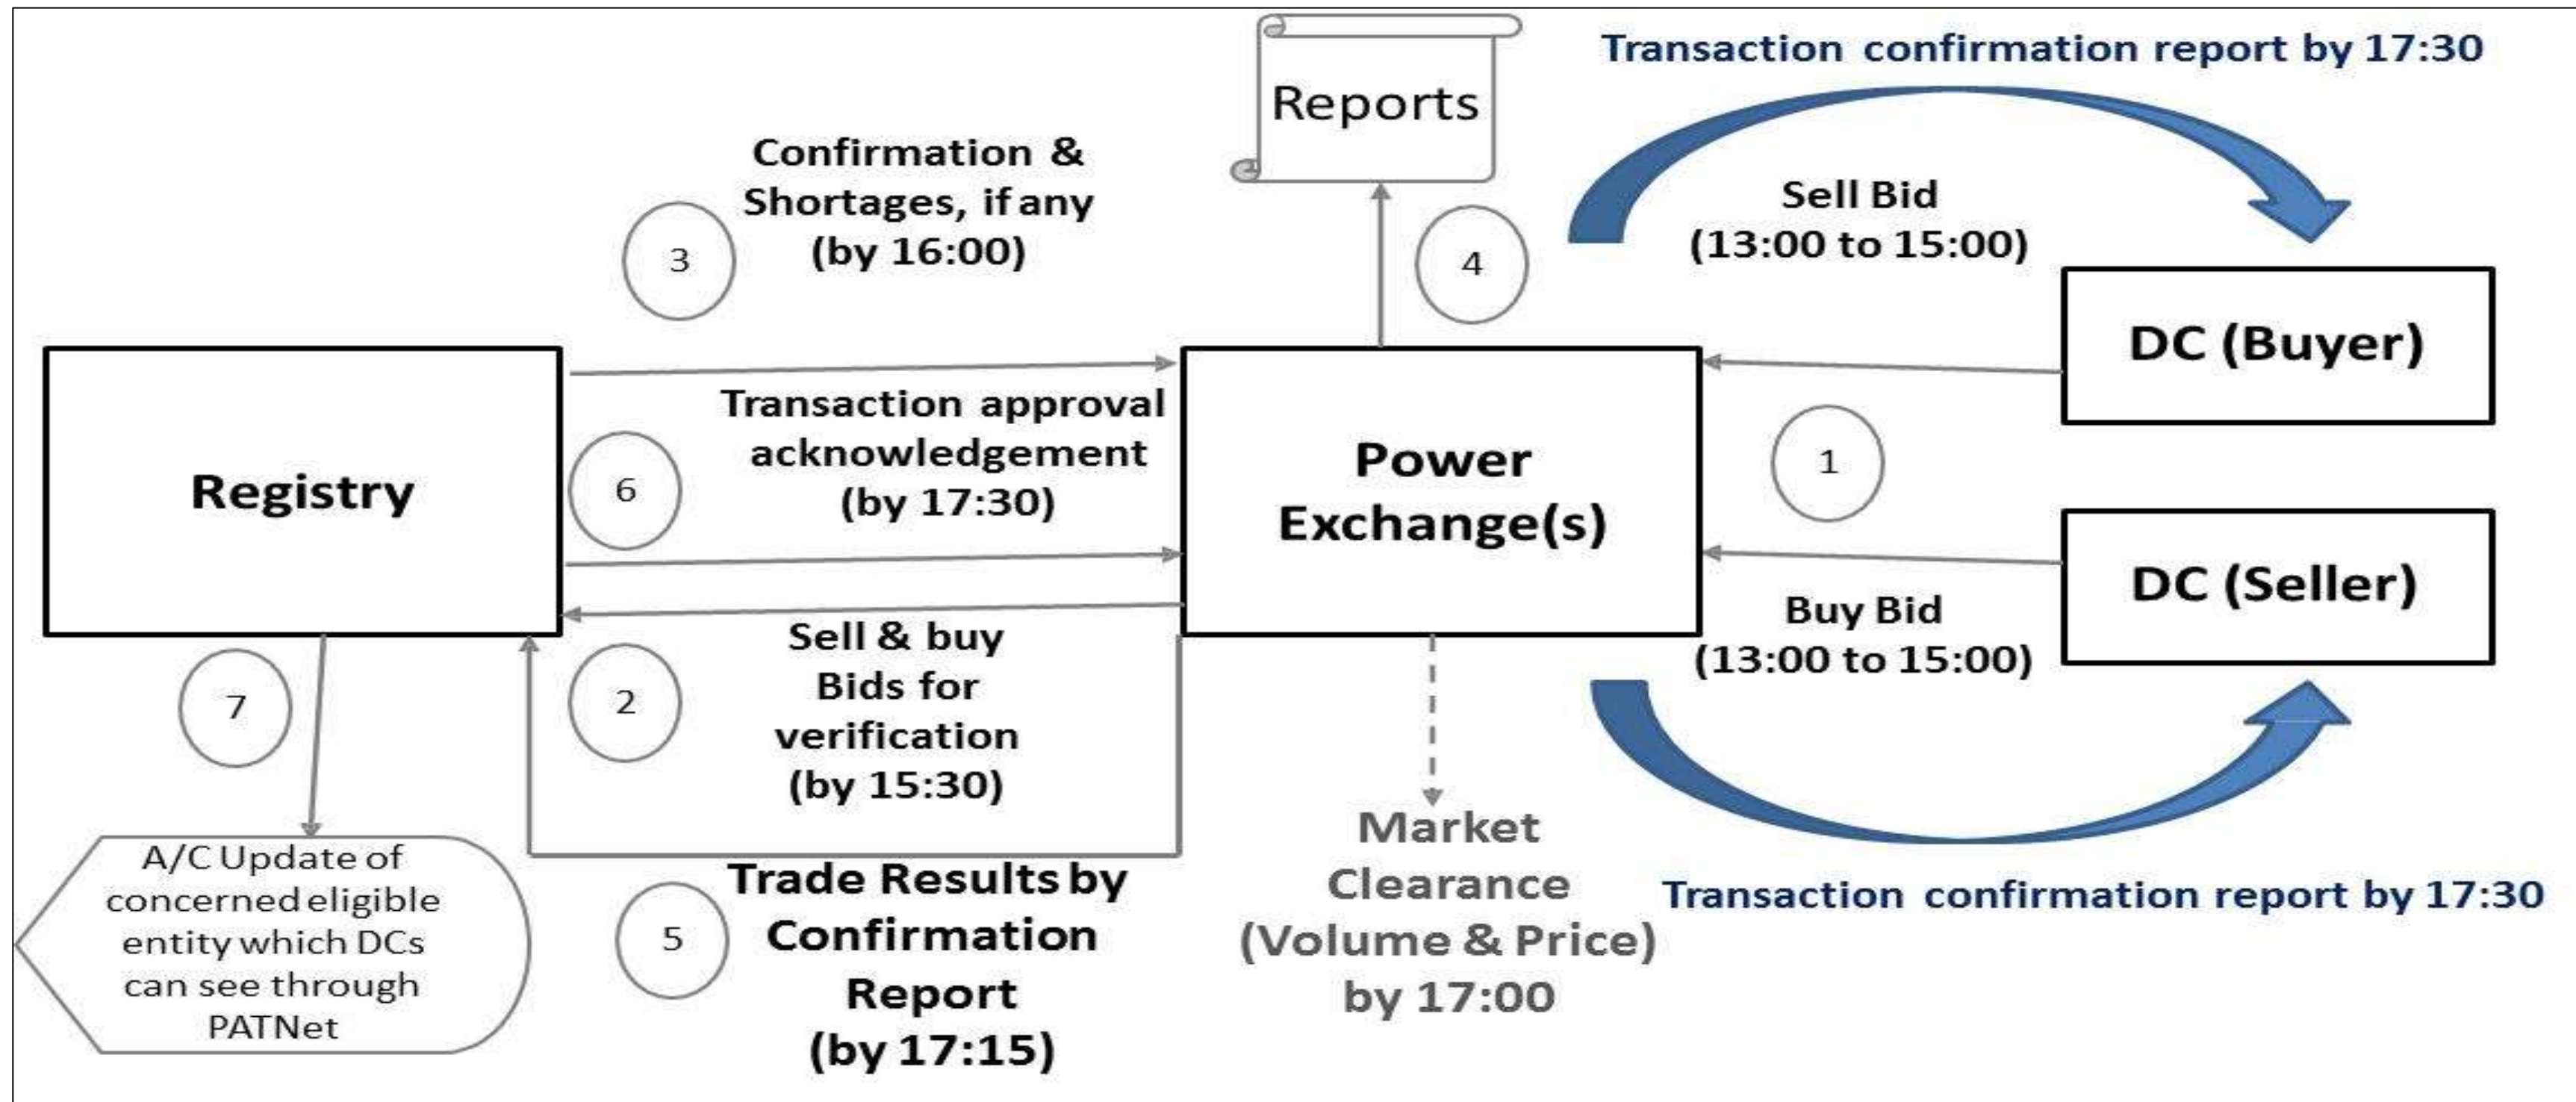 Reports
Transaction confirmation report by 17:30
Confirmation &
Shortages, if any
(by 16:00)
3
4
Sell Bid
(13:00 to 15:00)
DC (Buyer)
Registry
Transaction approval
acknowledgement
(by 17:30)
6
Power
Exchange(s)
1
DC (Seller)
Buy Bid
(13:00 to 15:00)
7
2
Sell & buy
Bids for
verification
(by 15:30)
A/C Update of
concerned eligible
entity which DCs
can see through
PATNet
5
Trade Results by
Confirmation
Report
(by 17:15)
Market
Clearance
(Volume & Price)
by 17:00
Transaction confirmation report by 17:30